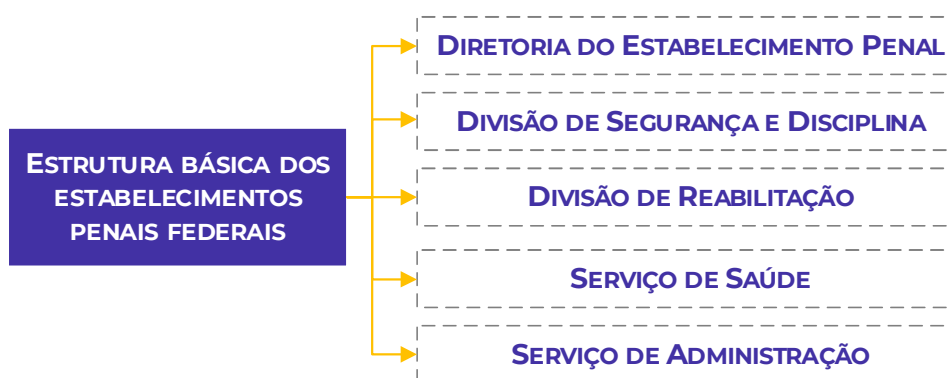 ESTRUTURA BÁSICA DOS
ESTABELECIMENTOS
PENAIS FEDERAIS
DIRETORIA DO ESTABELECIMENTO PENAL
DIVISÃO DE SEGURANÇA E DISCIPLINA
DIVISÃO DE REABILITAÇÃO
SERVIÇO DE SAÚDE
SERVIÇO DE ADMINISTRAÇÃO